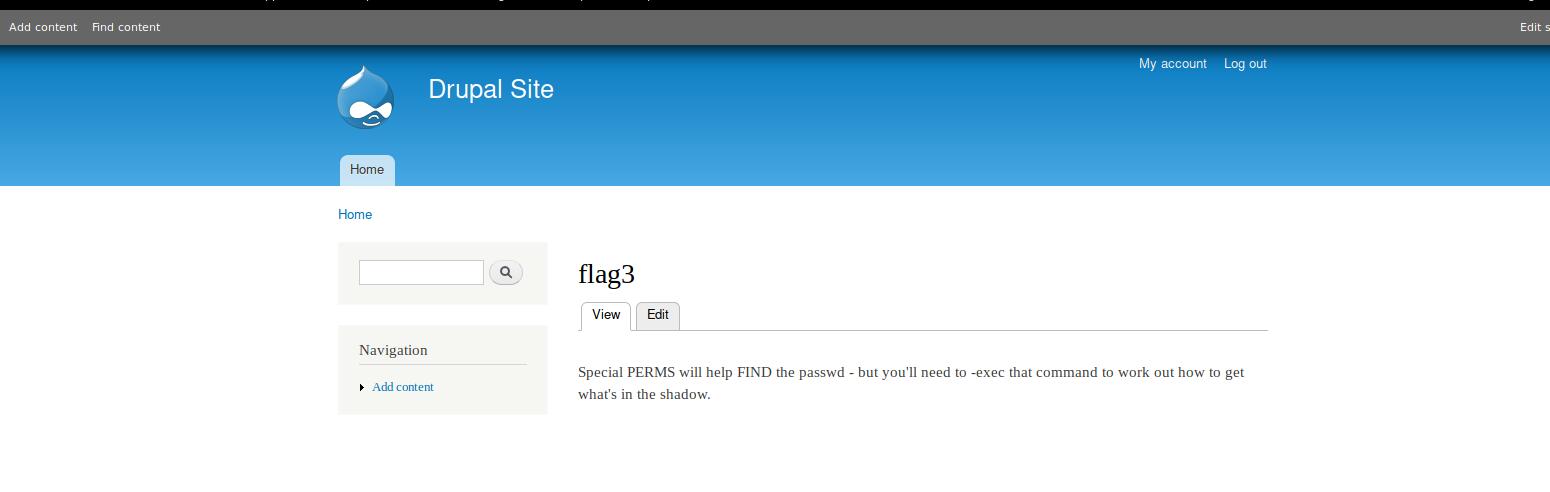 Add content Find content Edit s
My account Log out
Drupal Site
Home
Home
flag3
View Edit
Navigation
Add content
Special PERMS will help FIND the passwd - but you'll need to -exec that command to work out how to get
what's in the shadow.